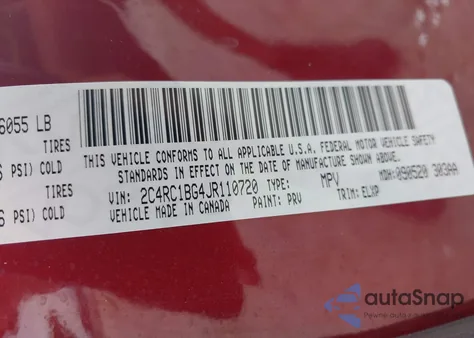 6055 LB
TIRES
PSI) COLD
TIRES
PSI) COLD
THIS VEHICLE CONFORMS TO ALL APPLICABLE U.S.A. FEDERAL MOTOR VEHICLE SAFETY
STANDARDS IN EFFECT ON THE DATE OF MANUFACTURE SHOWN ABOVE.
VIN: 2C4RC1BG4JR110720 TYPE: MPV MDH: 090520 303AA
VEHICLE MADE IN CANADA PAINT: PRV TRIM: ELXP
autoSnap